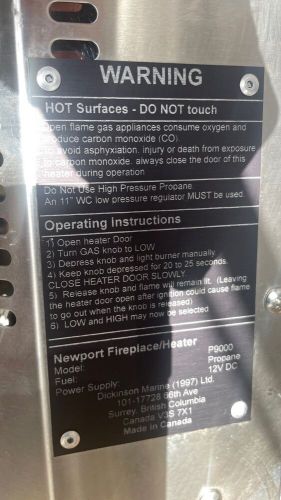 WARNING
HOT Surfaces - DO NOT touch
Open flame gas appliances consume oxygen and
produce carbon monoxide (CO).
to avoid asphyxiation, injury or death from exposure
to carbon monoxide, always close the door of this
heater during operation
Do Not Use High Pressure Propane.
An 11" WC low pressure regulator MUST be used.
Operating Instructions
1) Open heater Door
2) Turn GAS knob to LOW
3) Depress knob and light burner manually
4) Keep knob depressed for 20 to 25 seconds.
CLOSE HEATER DOOR SLOWLY.
5) Release knob and flame will remain lit. (Leaving
the heater door open after ignition could cause flame
to go out when the knob is released)
6) LOW and HIGH may now be selected
Newport Fireplace/Heater
Model: P9000
Fuel: Propane
Power Supply: 12V DC
Dickinson Marine (1997) Ltd.
101-17728 66th Ave
Surrey, British Columbia
Canada V3S 7X1
Made in Canada